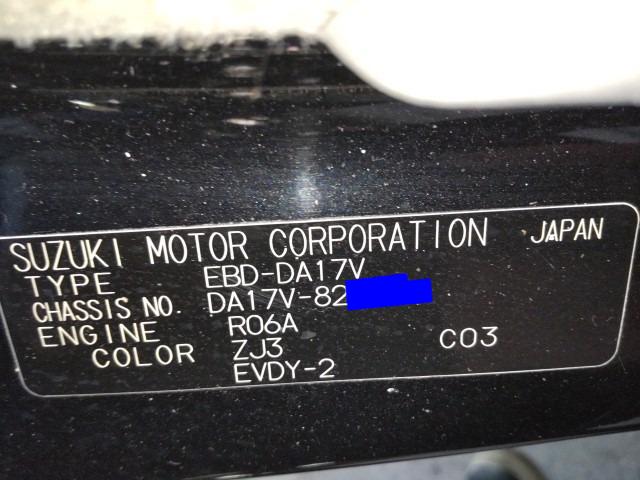 SUZUKI MOTOR CORPORATION JAPAN
TYPE EBD-DA17V
CHASSIS NO. DA17V-82
ENGINE R06A
COLOR ZJ3 C03
EVDY-2